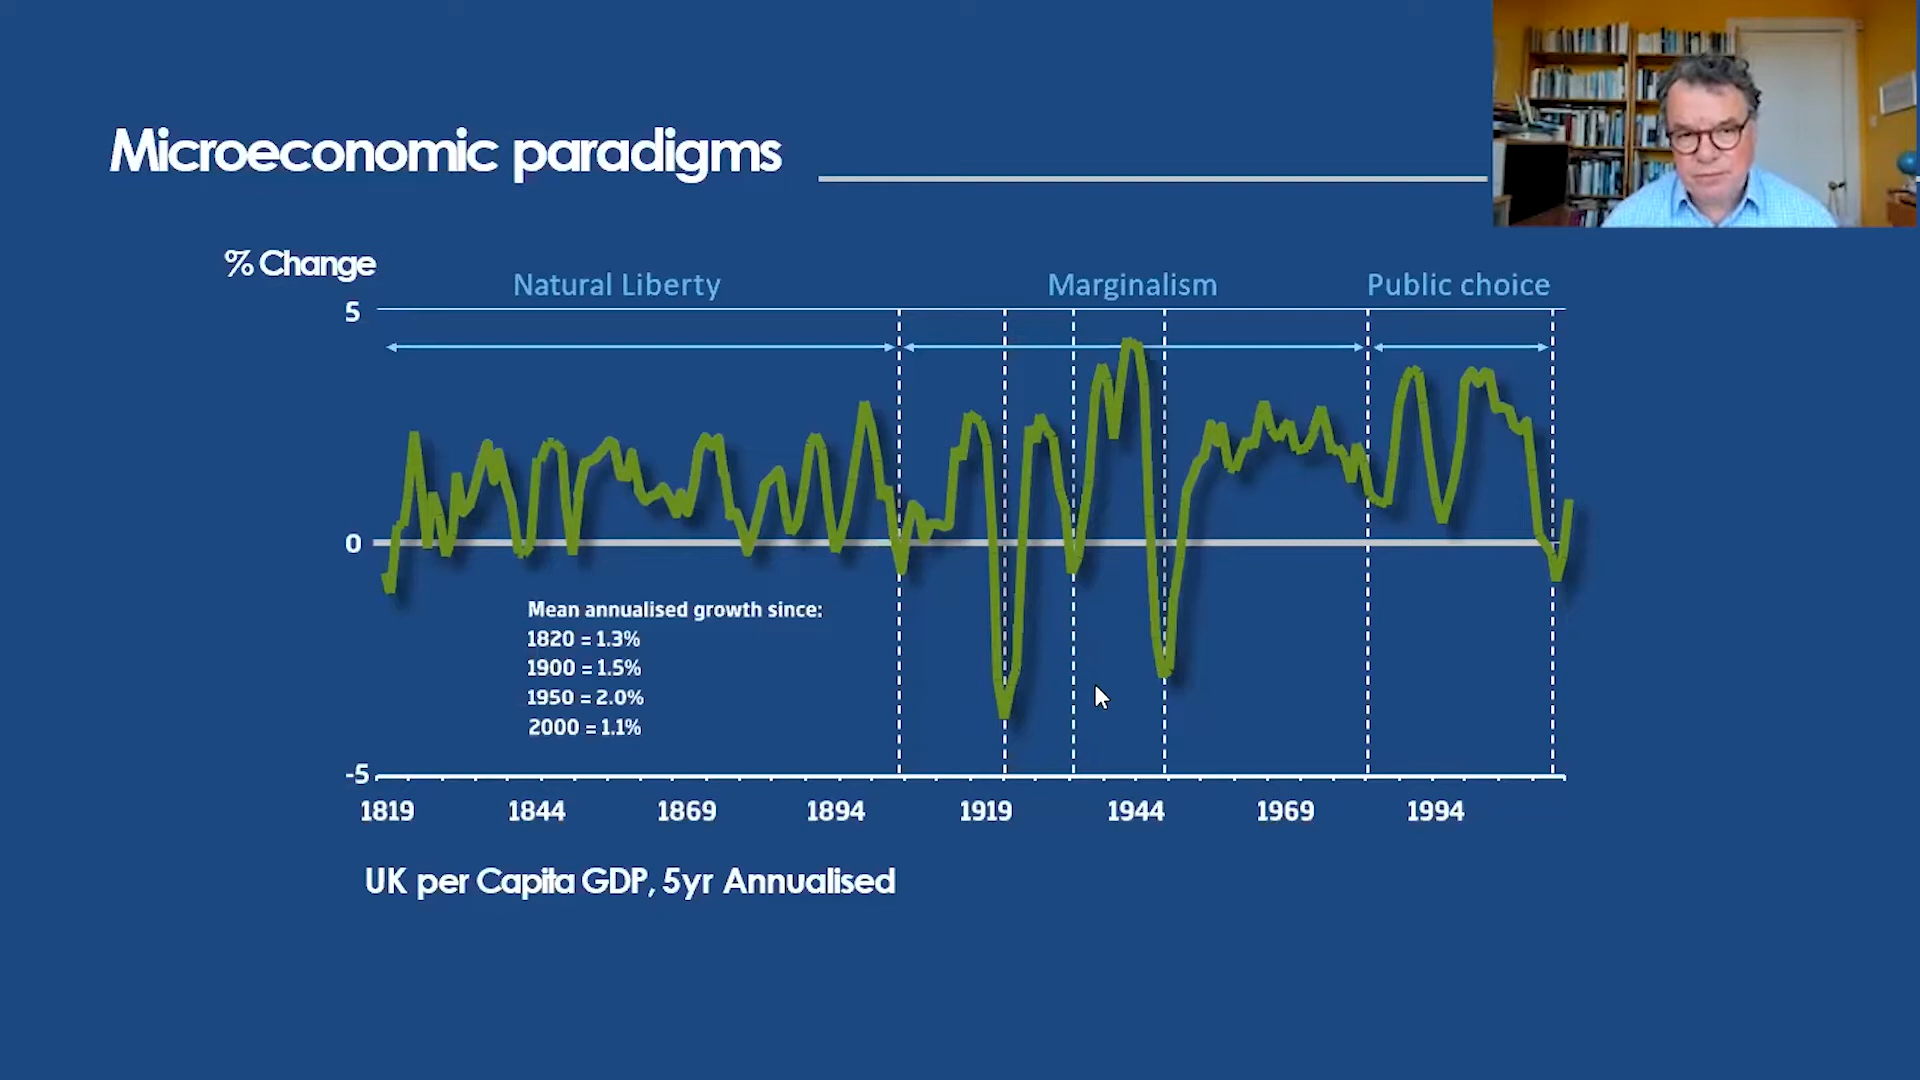 Microeconomic paradigms
% Change
Natural Liberty Marginalism Public choice
5
0
Mean annualised growth since:
1820 = 1.3%
1900 = 1.5%
1950 = 2.0%
2000 = 1.1%
-5
1819 1844 1869 1894 1919 1944 1969 1994
UK per Capita GDP, 5yr Annualised